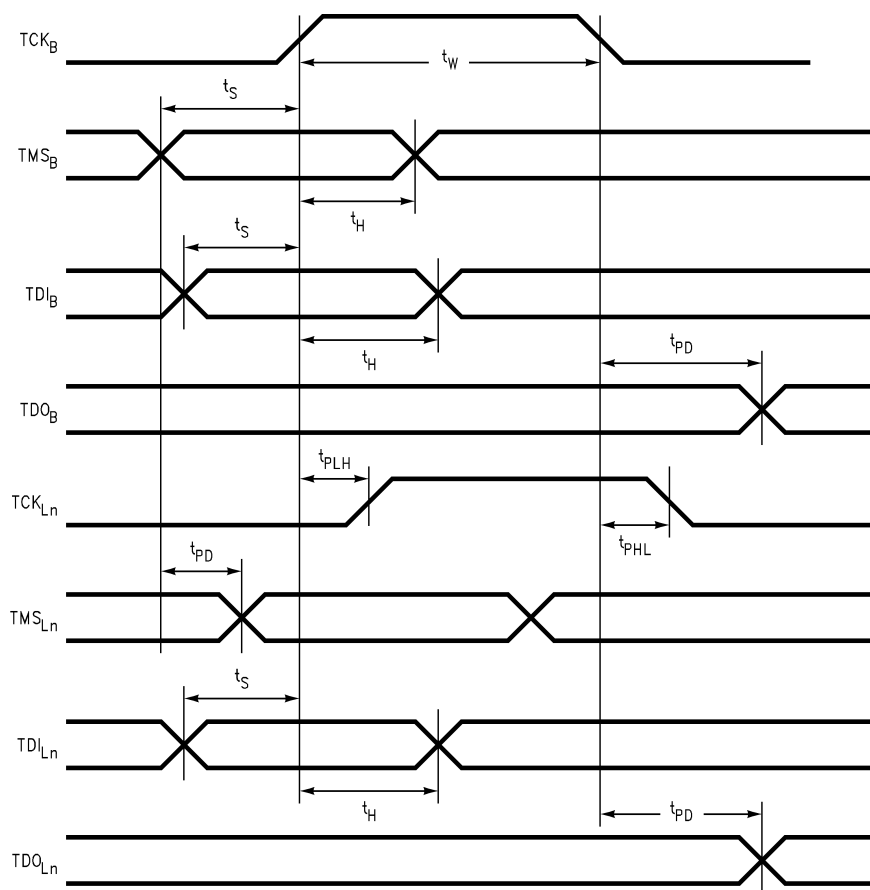 TCK_B
t_W
t_S
TMS_B
t_H
t_S
TDI_B
t_H
t_PD
TDO_B
t_PLH
TCK_Ln
t_PHL
t_PD
TMS_Ln
t_S
TDI_Ln
t_H
t_PD
TDO_Ln